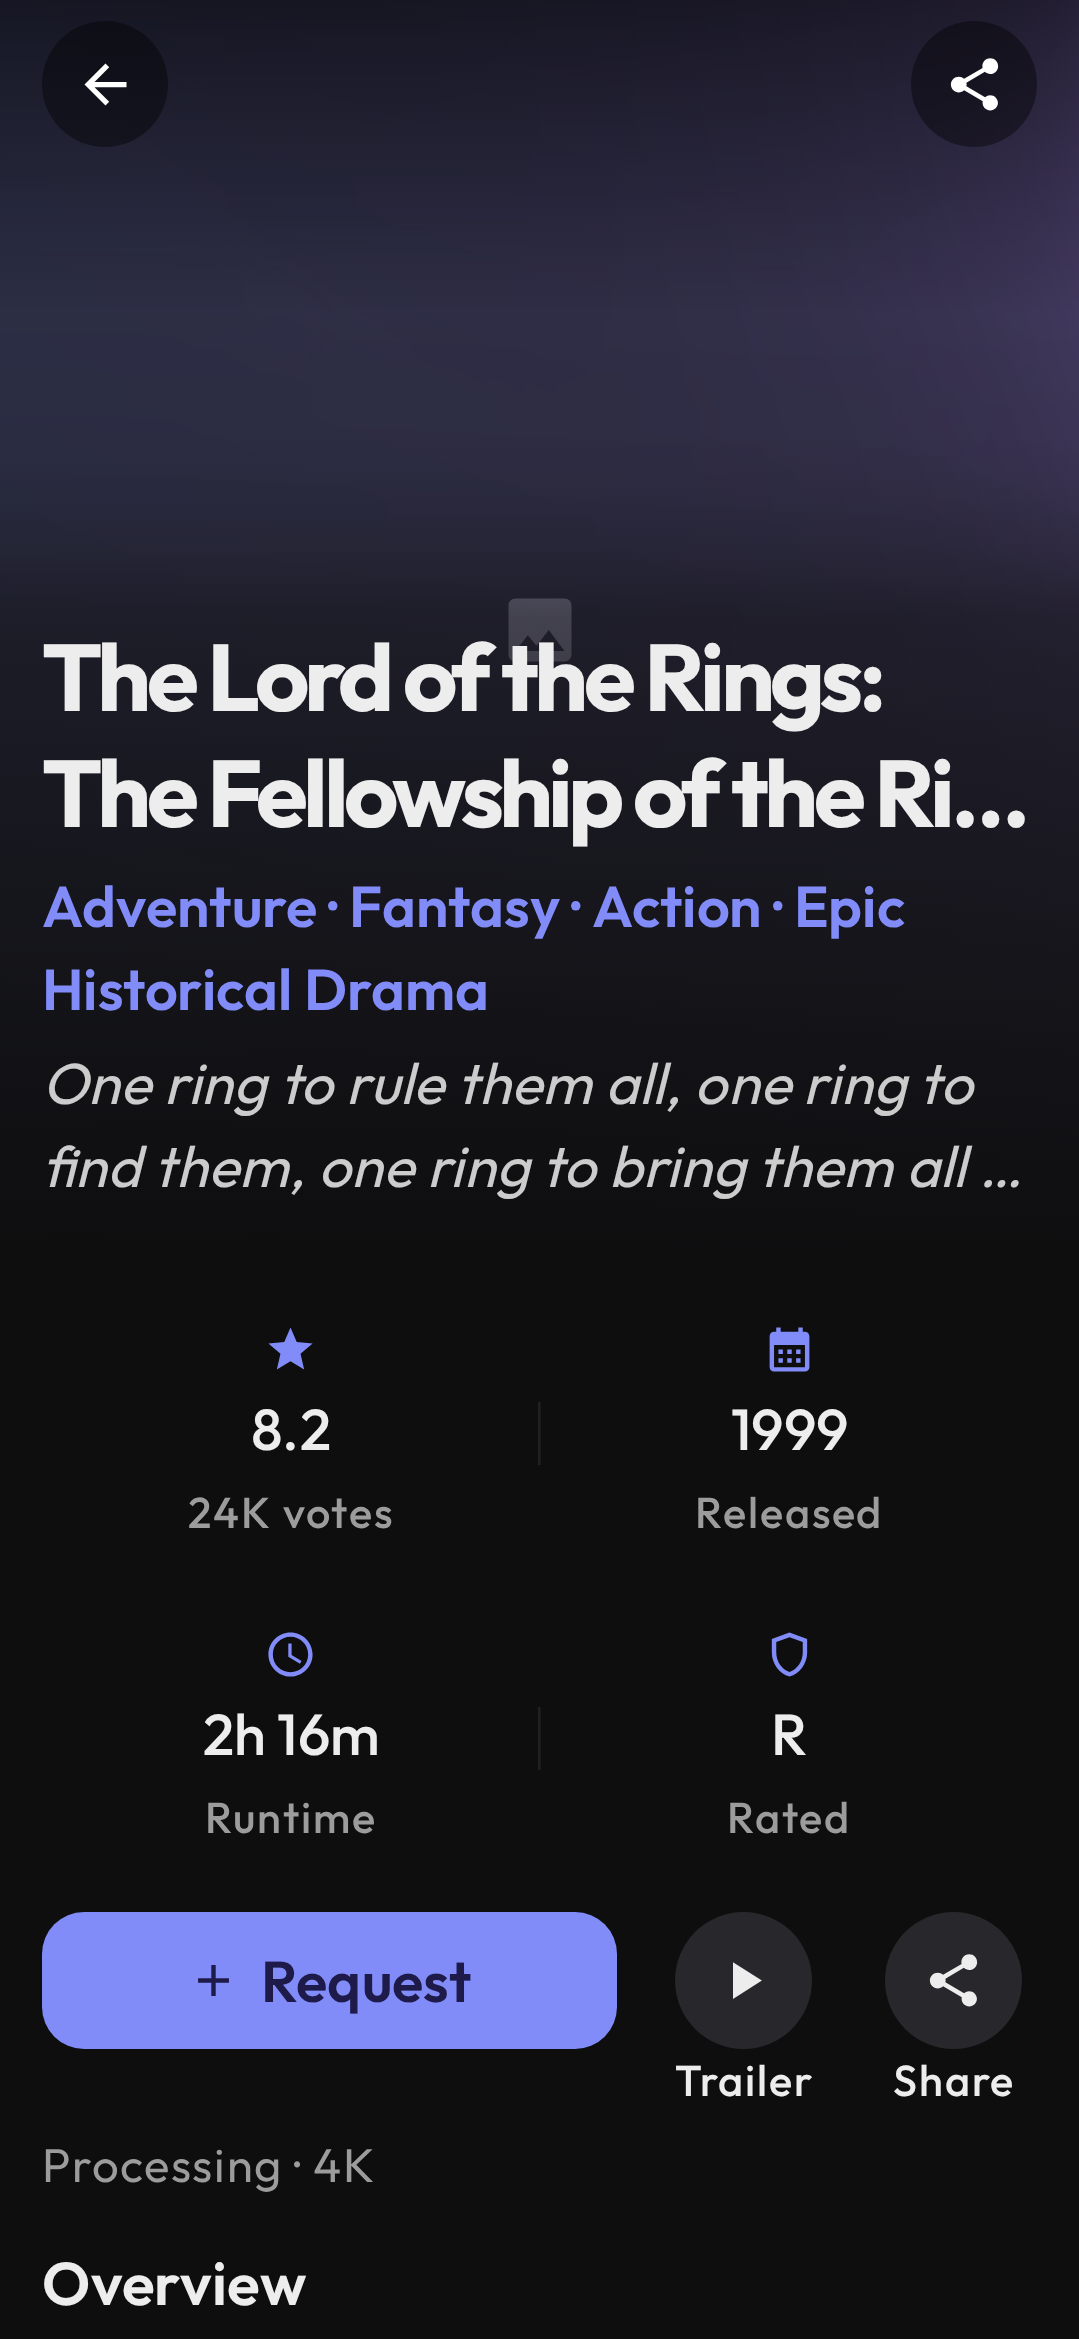 The Lord of the Rings:
The Fellowship of the Ri...
Adventure · Fantasy · Action · Epic
Historical Drama
One ring to rule them all, one ring to
find them, one ring to bring them all ...
8.2
24K votes
1999
Released
2h 16m
Runtime
R
Rated
+ Request
Trailer
Share
Processing · 4K
Overview